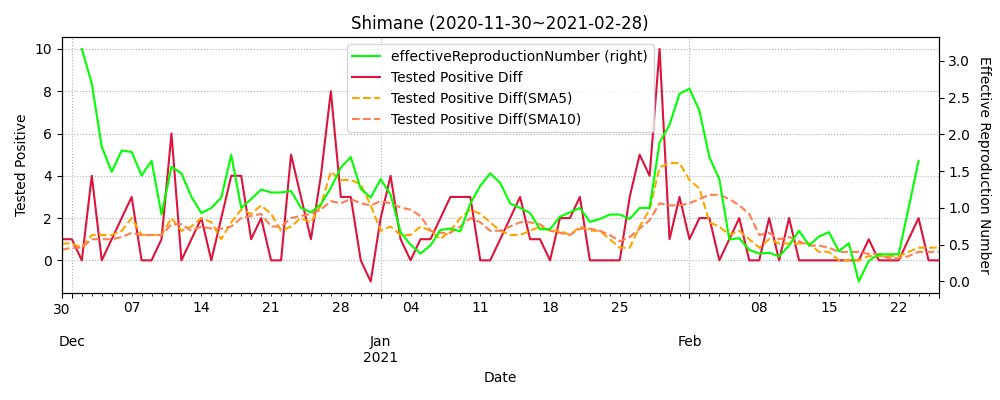 Shimane (2020-11-30~2021-02-28)
effectiveReproductionNumber (right)
Tested Positive Diff
Tested Positive Diff(SMA5)
Tested Positive Diff(SMA10)
Tested Positive
10
8
6
4
2
0
Effective Reproduction Number
3.0
2.5
2.0
1.5
1.0
0.5
0.0
30 07 14 21 28 04 11 18 25 08 15 22
Dec Jan Feb
2021
Date